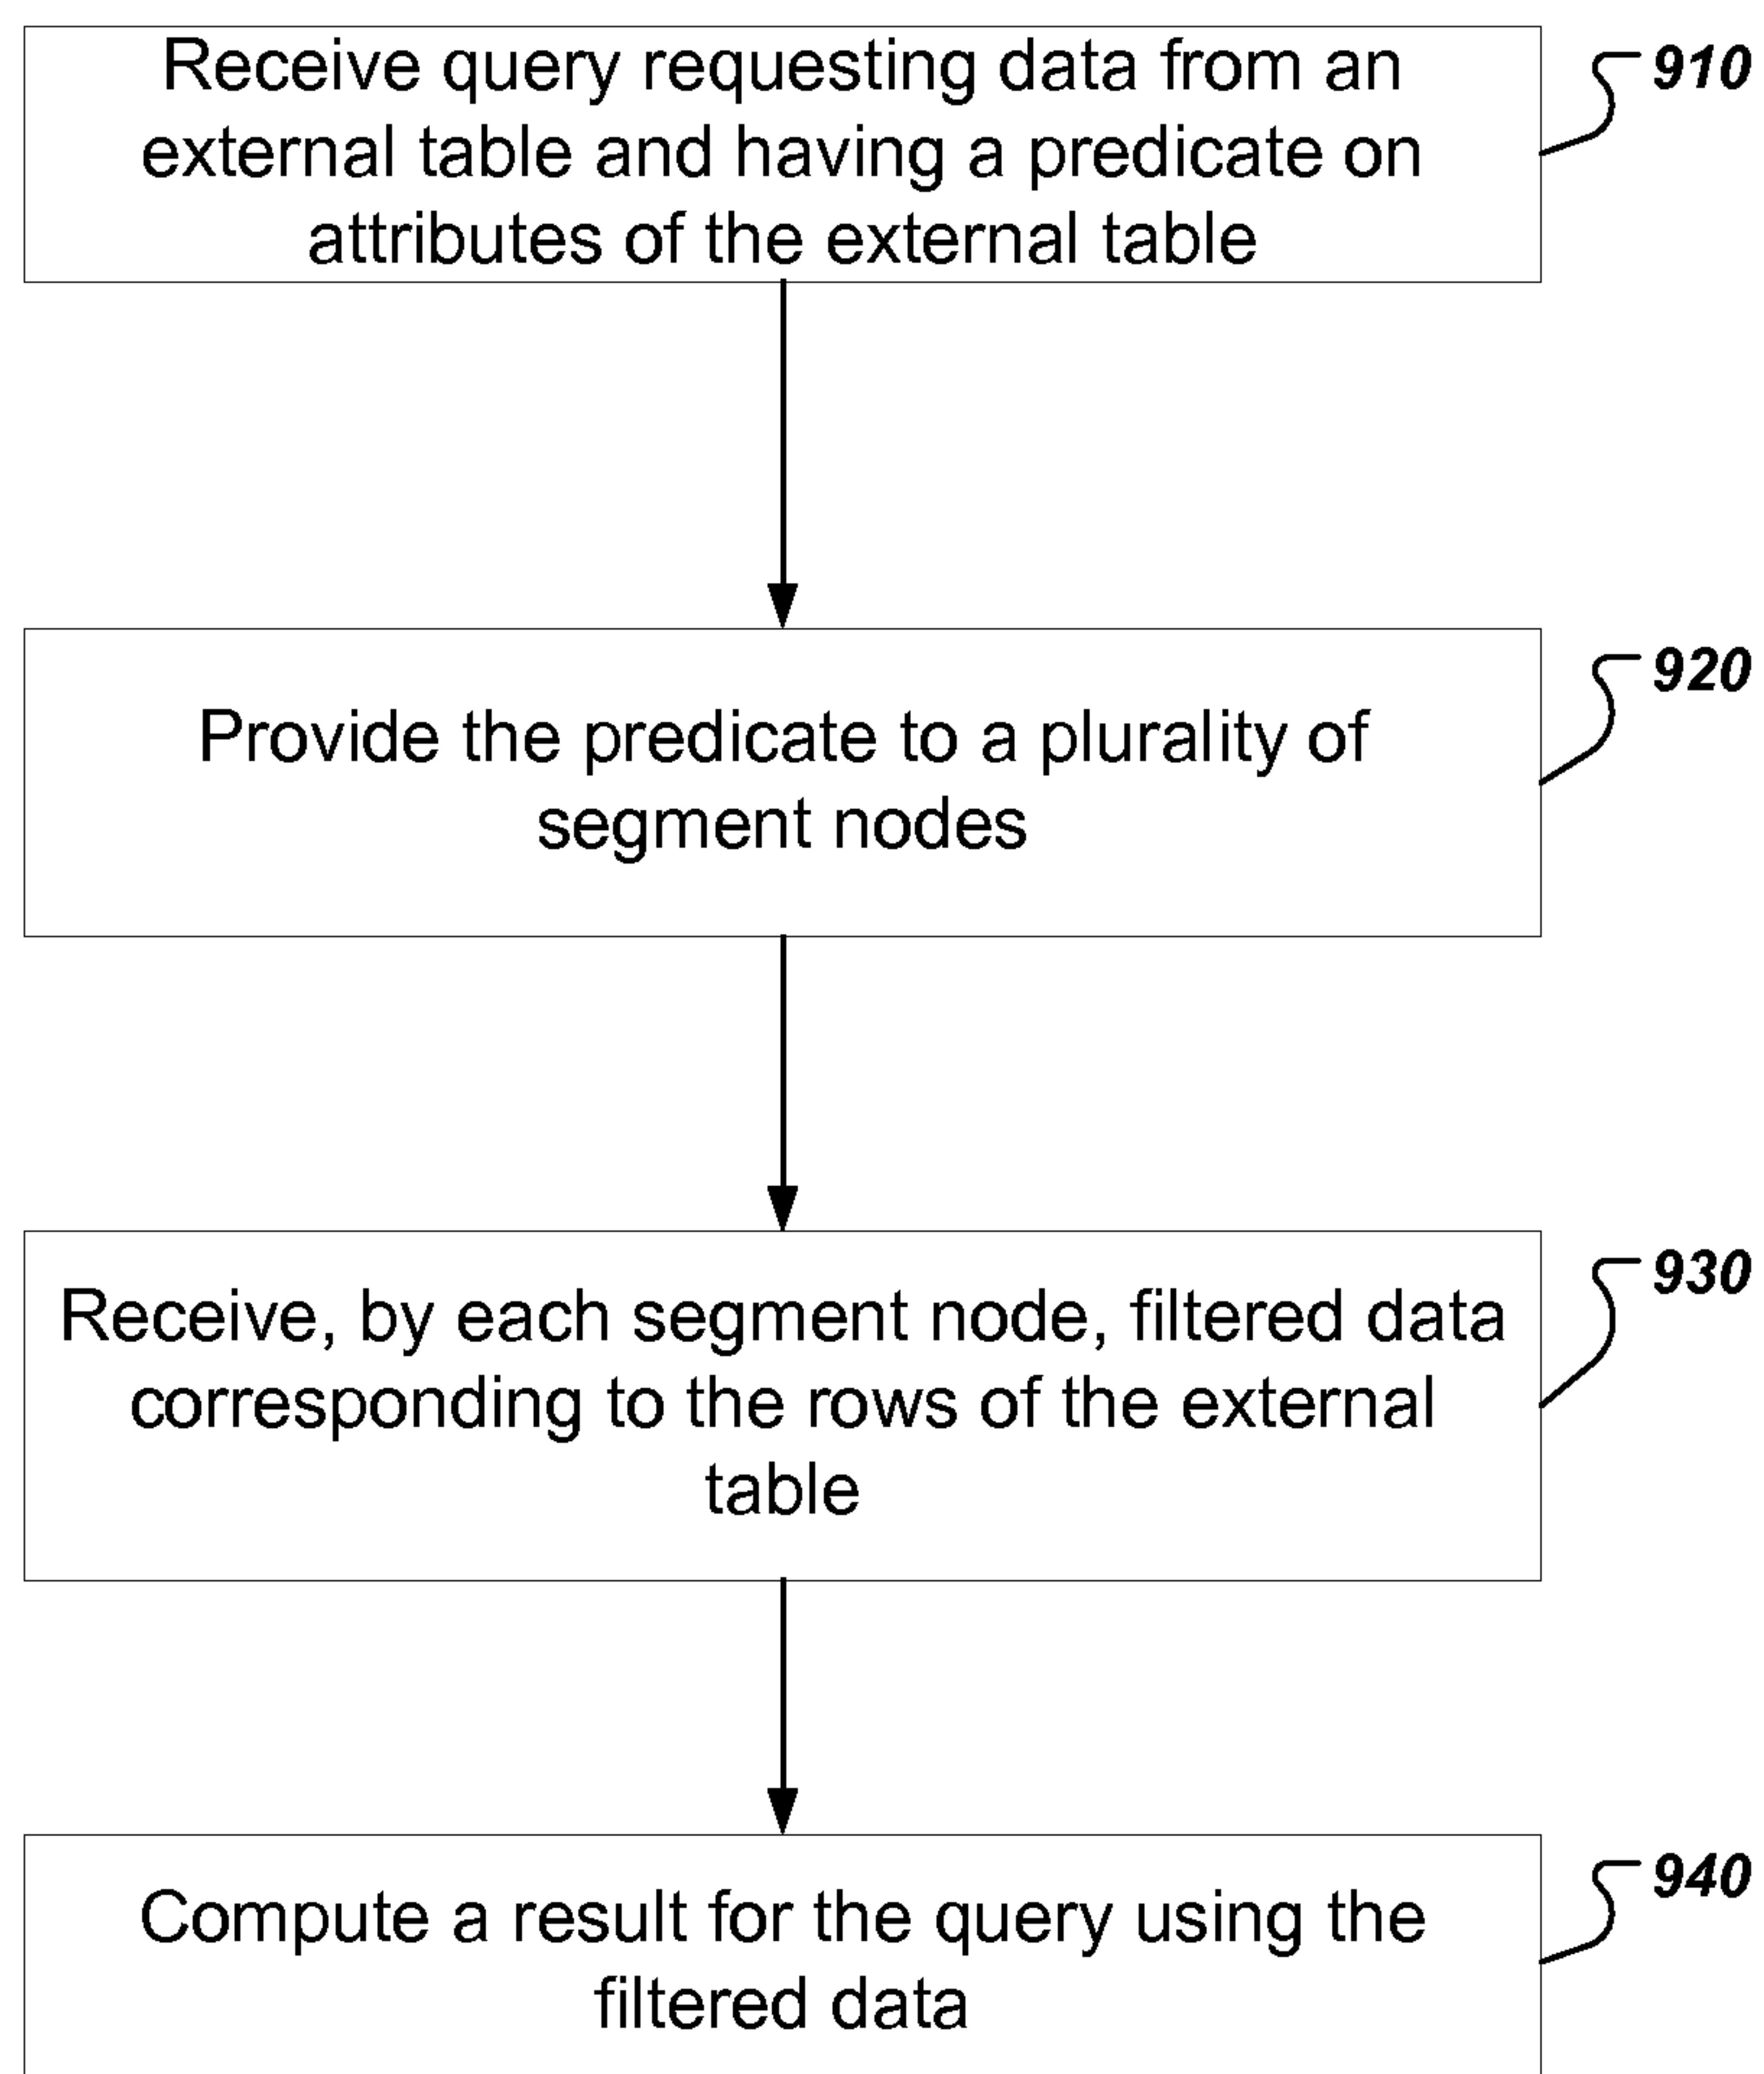 Receive query requesting data from an
external table and having a predicate on
attributes of the external table
910
Provide the predicate to a plurality of
segment nodes
920
Receive, by each segment node, filtered data
corresponding to the rows of the external
table
930
Compute a result for the query using the
filtered data
940